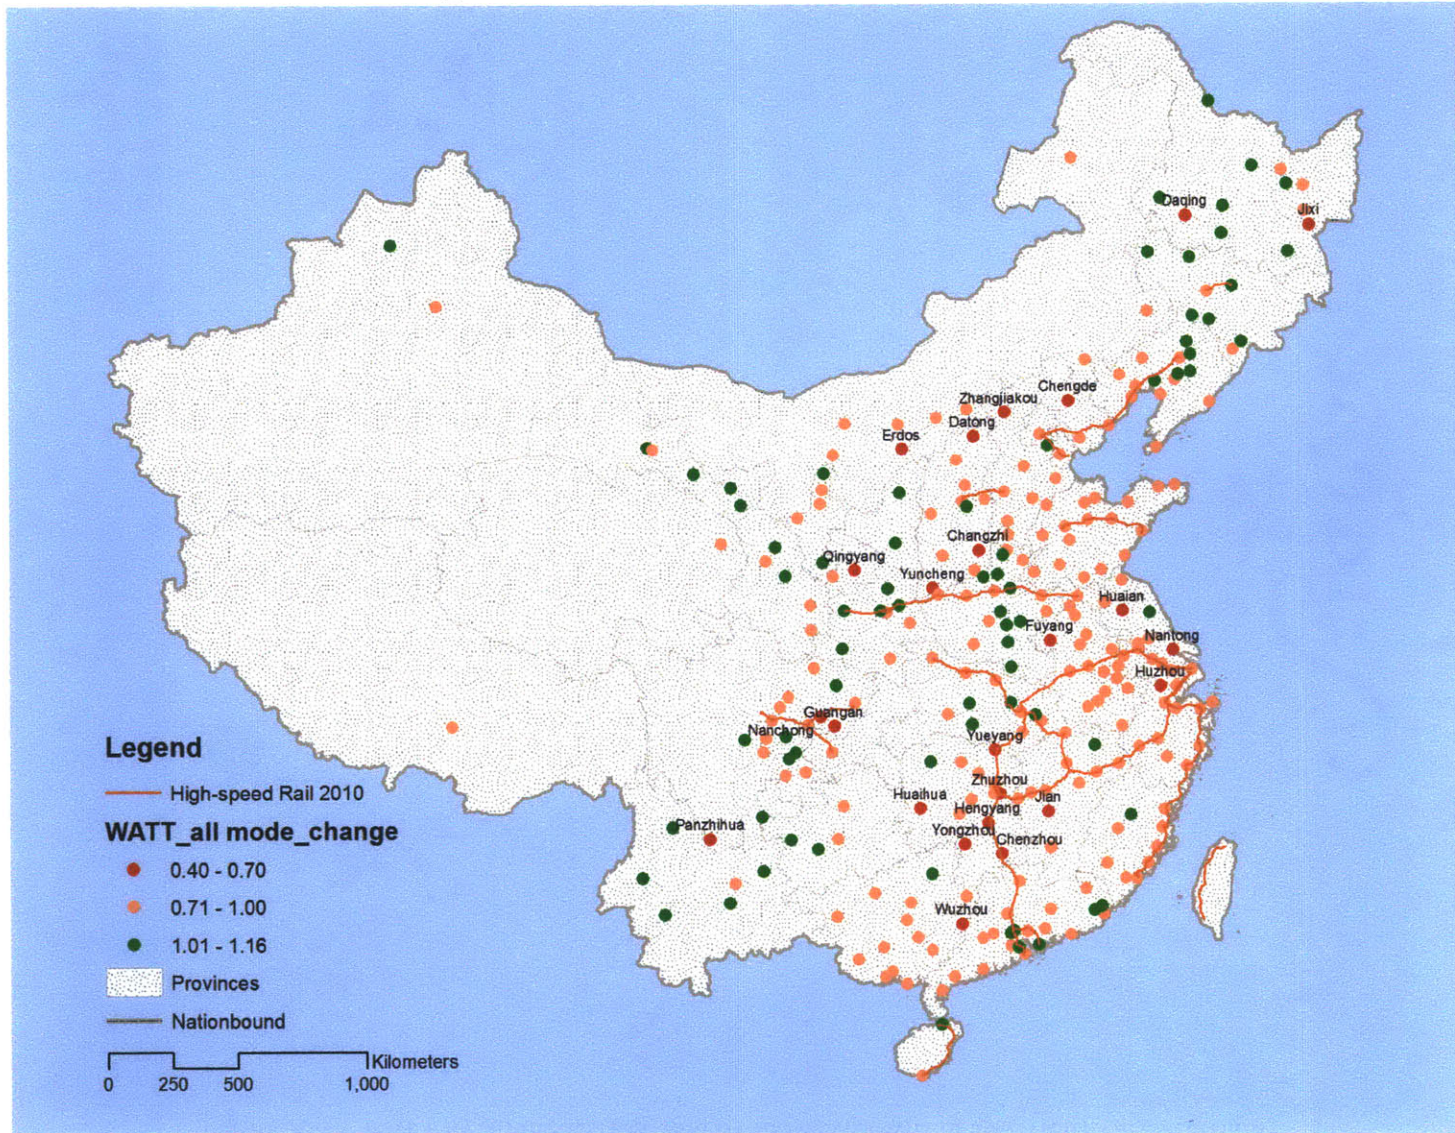 Daqing
Jixi
Chengde
Zhangjiakou
Datong
Erdos
Changzhi
Qingyang
Yuncheng
Huaian
Fuyang
Nantong
Huzhou
Guangan
Nanchong
Yueyang
Zhuzhou
Huaihua
Jian
Hengyang
Panzhihua
Yongzhou
Chenzhou
Wuzhou
Legend
High-speed Rail 2010
WATT_all mode_change
0.40 - 0.70
0.71 - 1.00
1.01 - 1.16
Provinces
Nationbound
Kilometers
0 250 500 1,000